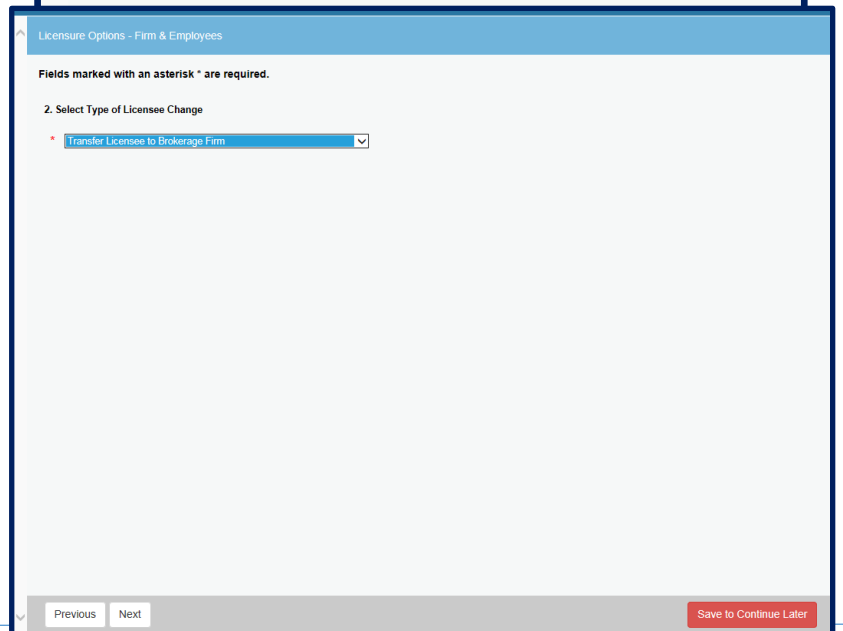 Licensure Options - Firm & Employees
Fields marked with an asterisk * are required.
2. Select Type of Licensee Change
* Transfer Licensee to Brokerage Firm
Previous Next Save to Continue Later